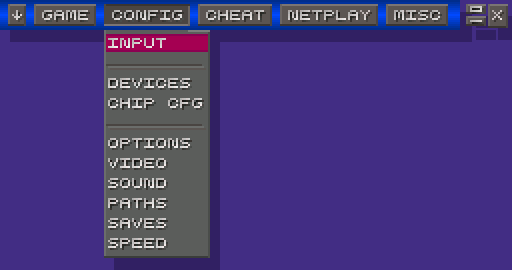 ↓ GAME CONFIG CHEAT NETPLAY MISC X
INPUT
DEVICES
CHIP CFG
OPTIONS
VIDEO
SOUND
PATHS
SAVES
SPEED